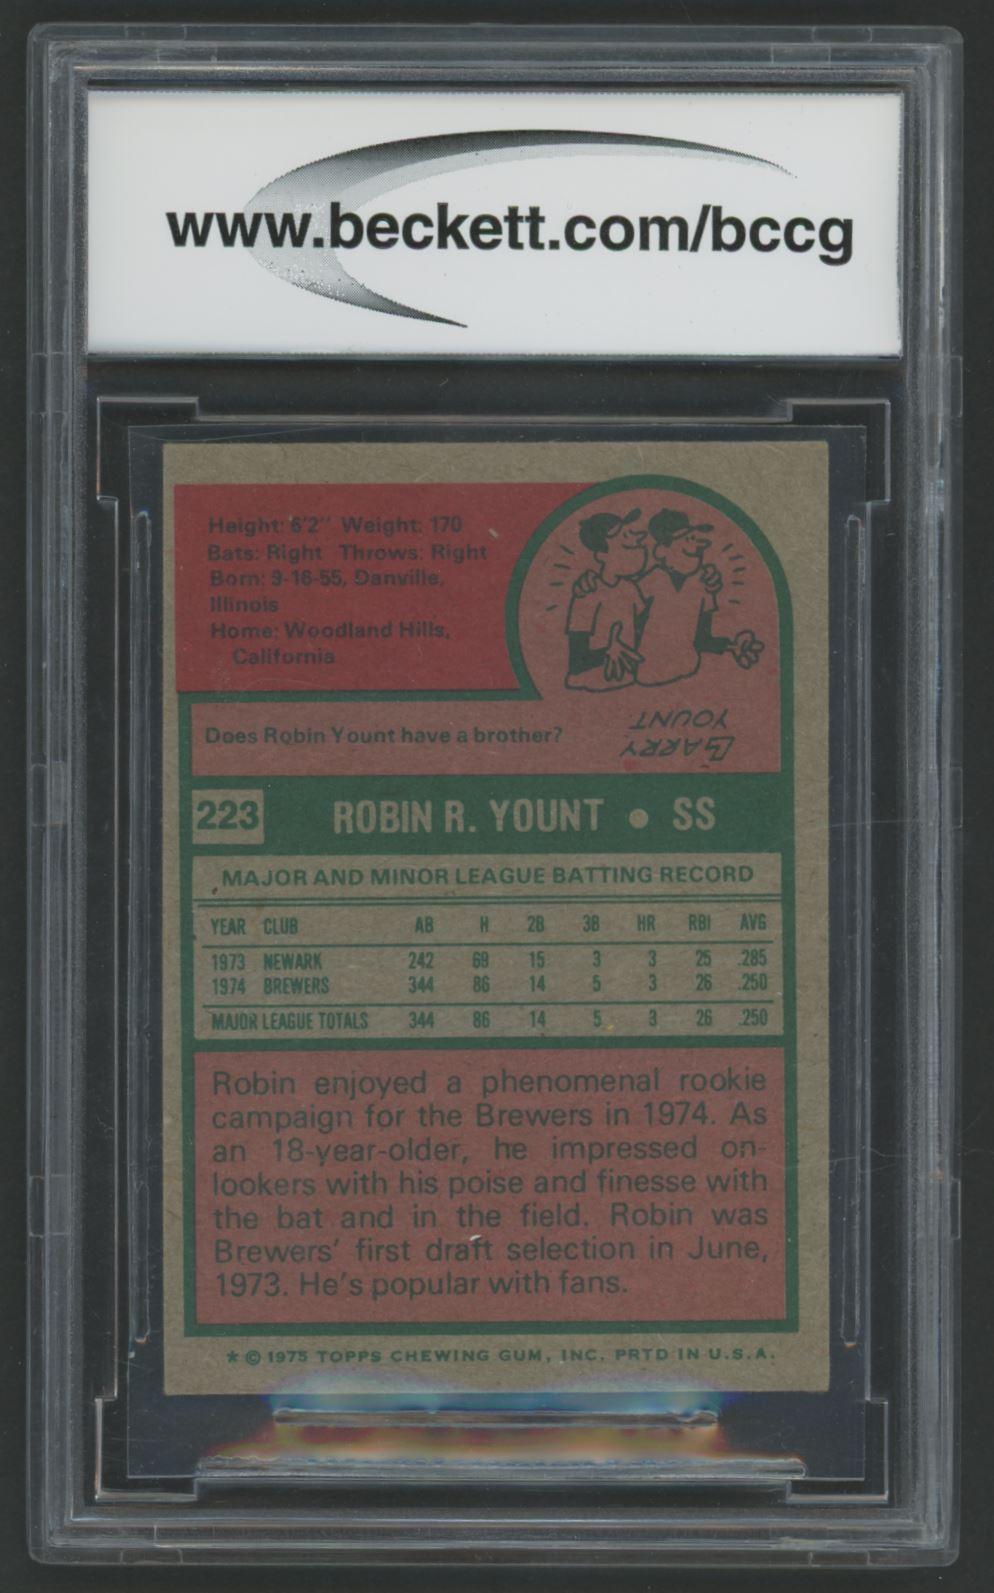 www.beckett.com/bccg
Height: 6'2" Weight: 170
Bats: Right Throws: Right
Born: 9-16-55, Danville,
Illinois
Home: Woodland Hills,
California
Does Robin Yount have a brother?
LARRY
YOUNT
223 ROBIN R. YOUNT • SS
MAJOR AND MINOR LEAGUE BATTING RECORD
YEAR CLUB AB H 2B 3B HR RBI AVG
1973 NEWARK 242 69 15 3 3 25 .285
1974 BREWERS 344 86 14 5 3 26 .250
MAJOR LEAGUE TOTALS 344 86 14 5 3 26 .250
Robin enjoyed a phenomenal rookie
campaign for the Brewers in 1974. As
an 18-year-older, he impressed on-
lookers with his poise and finesse with
the bat and in the field. Robin was
Brewers' first draft selection in June,
1973. He's popular with fans.
* © 1975 TOPPS CHEWING GUM, INC. PRTD IN U.S.A.